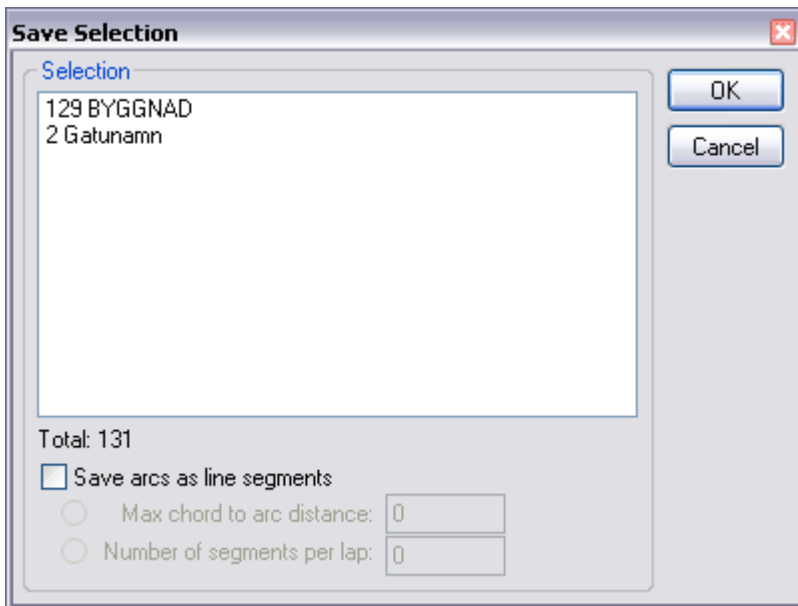 Save Selection
Selection
129 BYGGNAD
2 Gatunamn
OK
Cancel
Total: 131
Save arcs as line segments
Max chord to arc distance: 0
Number of segments per lap: 0